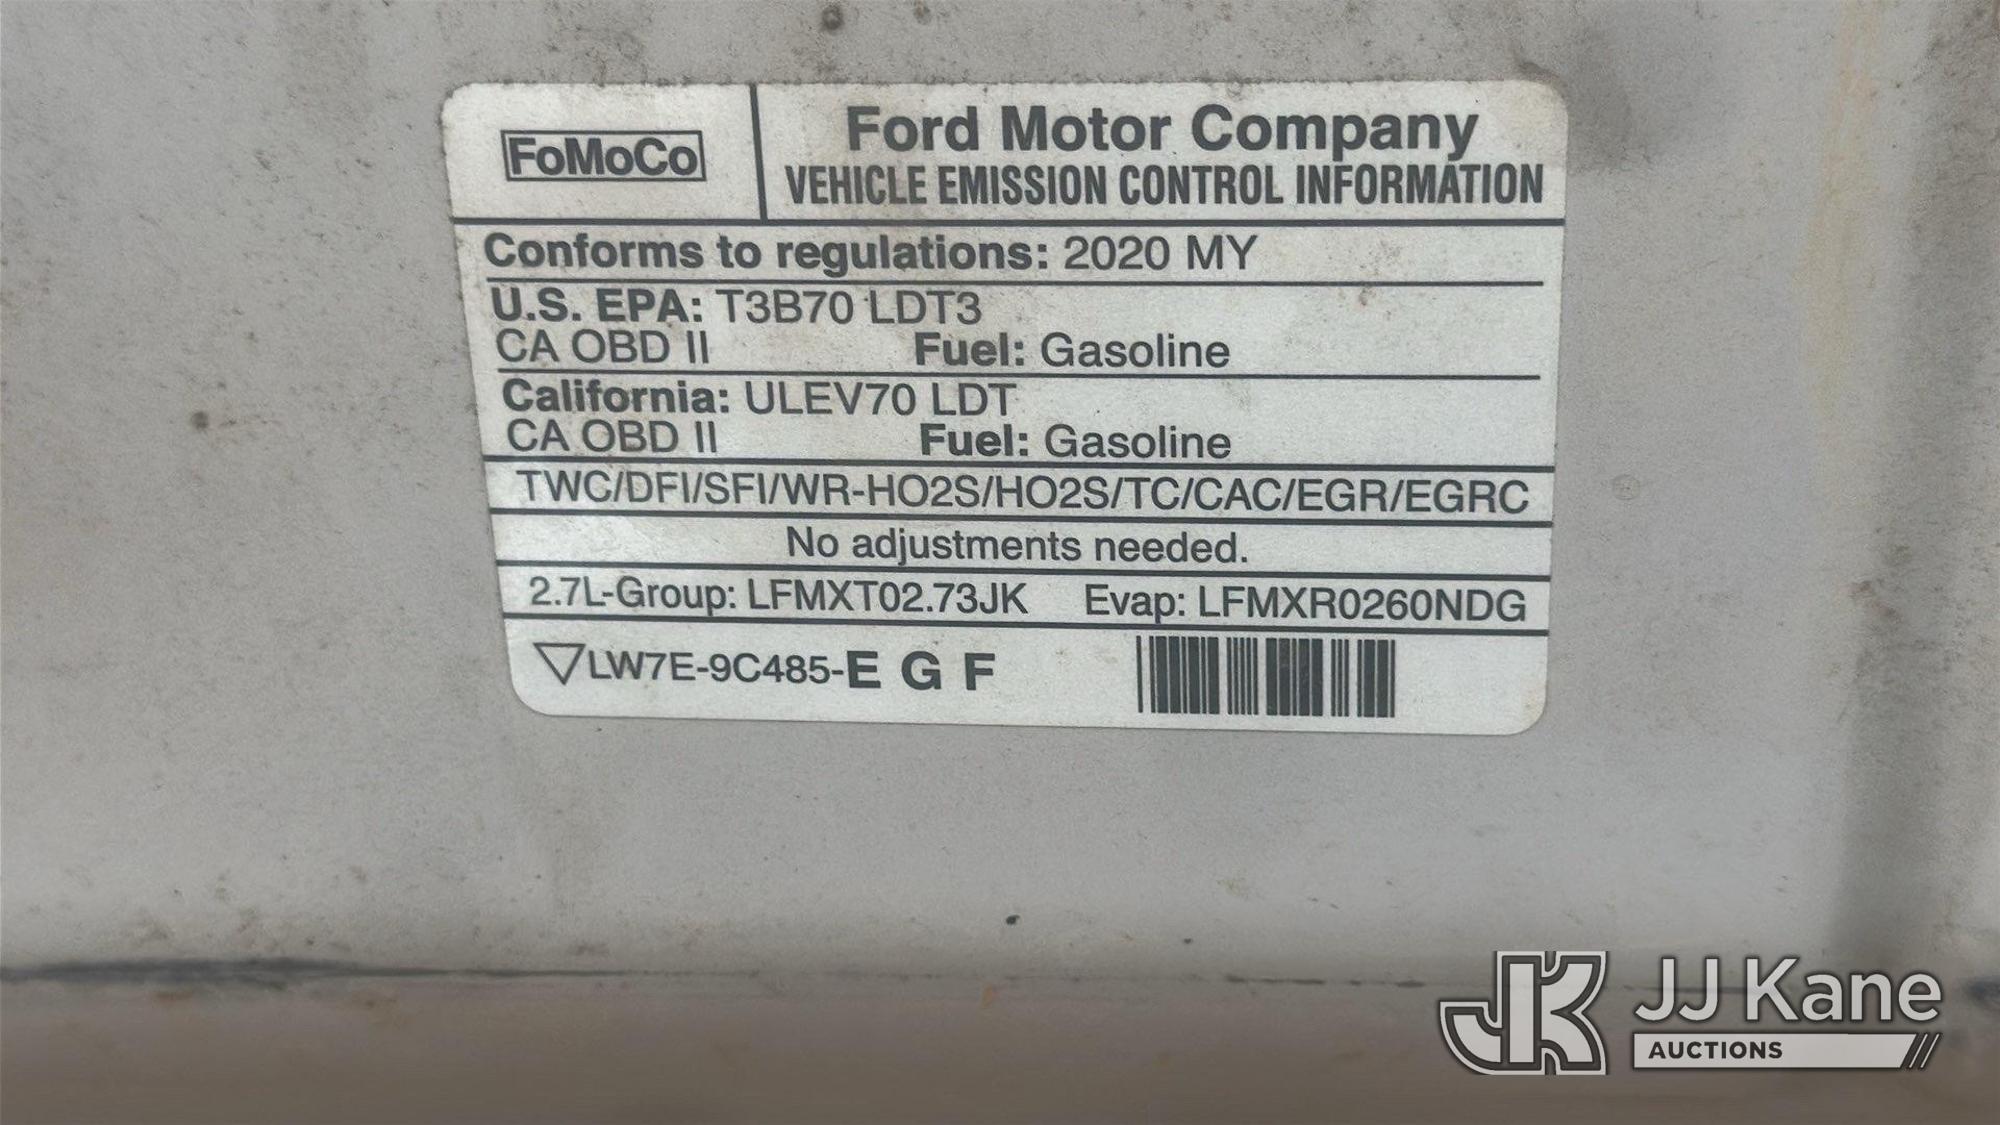 FoMoCo
Ford Motor Company
VEHICLE EMISSION CONTROL INFORMATION
Conforms to regulations: 2020 MY
U.S. EPA: T3B70 LDT3
CA OBD II Fuel: Gasoline
California: ULEV70 LDT
CA OBD II Fuel: Gasoline
TWC/DFI/SFI/WR-HO2S/HO2S/TC/CAC/EGR/EGRC
No adjustments needed.
2.7L-Group: LFMXT02.73JK Evap: LFMXR0260NDG
LW7E-9C485-E G F
JK JJ Kane
AUCTIONS